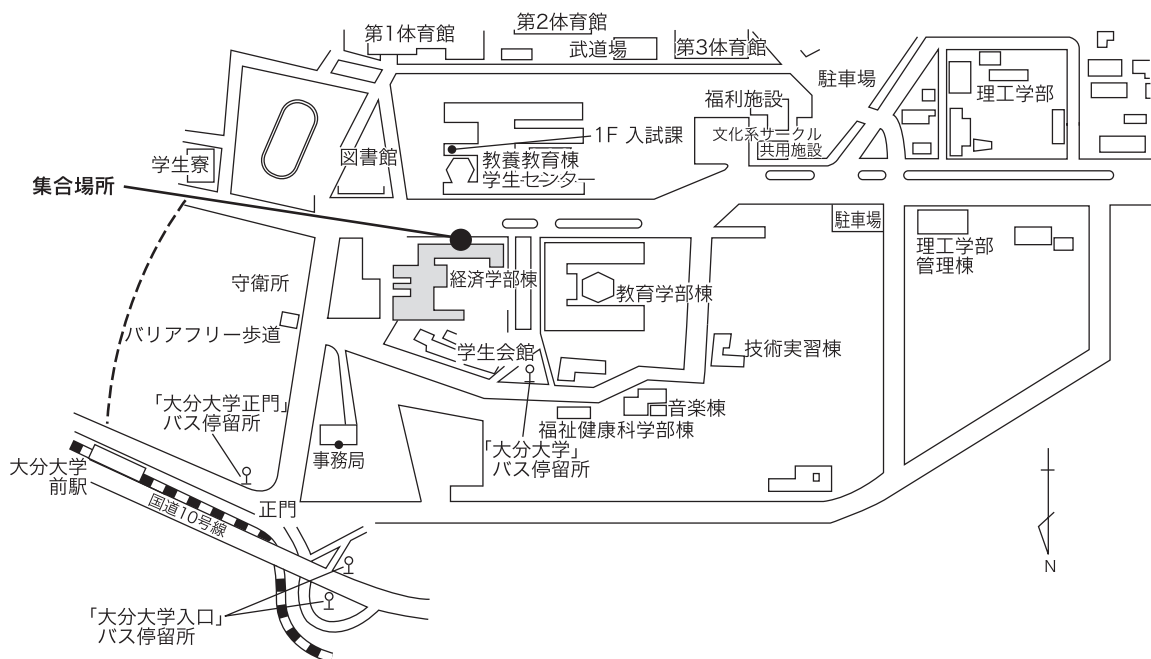 第1体育館
第2体育館
武道場
第3体育館
駐車場
理工学部
福利施設
文化系サークル
共用施設
1F 入試課
教養教育棟
学生センター
図書館
学生寮
集合場所
駐車場
理工学部
管理棟
守衛所
経済学部棟
教育学部棟
バリアフリー歩道
学生会館
技術実習棟
「大分大学正門」
バス停留所
音楽棟
福祉健康科学部棟
「大分大学」
バス停留所
事務局
大分大学
前駅
国道10号線
正門
N
「大分大学入口」
バス停留所